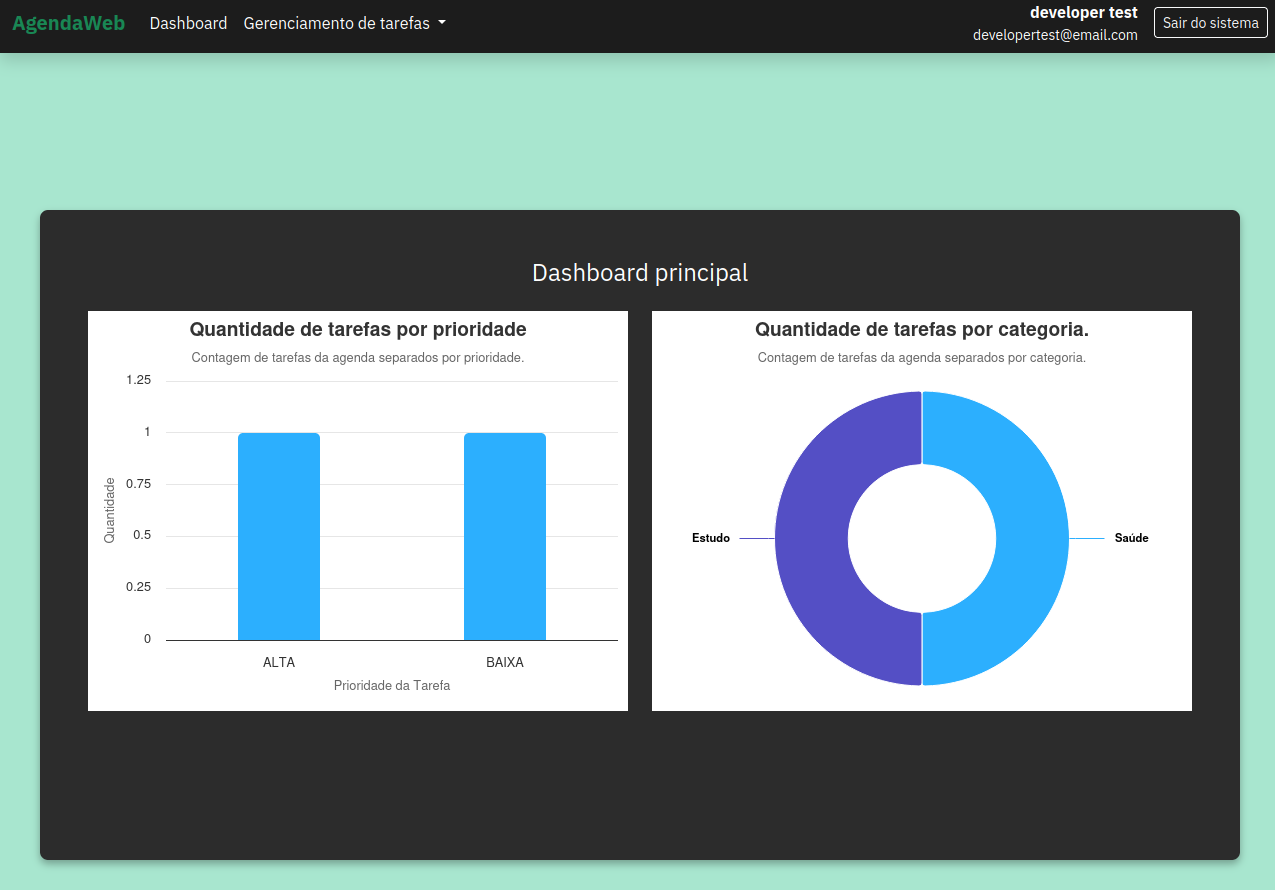 AgendaWeb Dashboard Gerenciamento de tarefas
developer test
developertest@email.com
Sair do sistema
Dashboard principal
Quantidade de tarefas por prioridade
Contagem de tarefas da agenda separados por prioridade.
1.25
1
0.75
0.5
0.25
0
Quantidade
ALTA BAIXA
Prioridade da Tarefa
Quantidade de tarefas por categoria.
Contagem de tarefas da agenda separados por categoria.
Estudo
Saúde